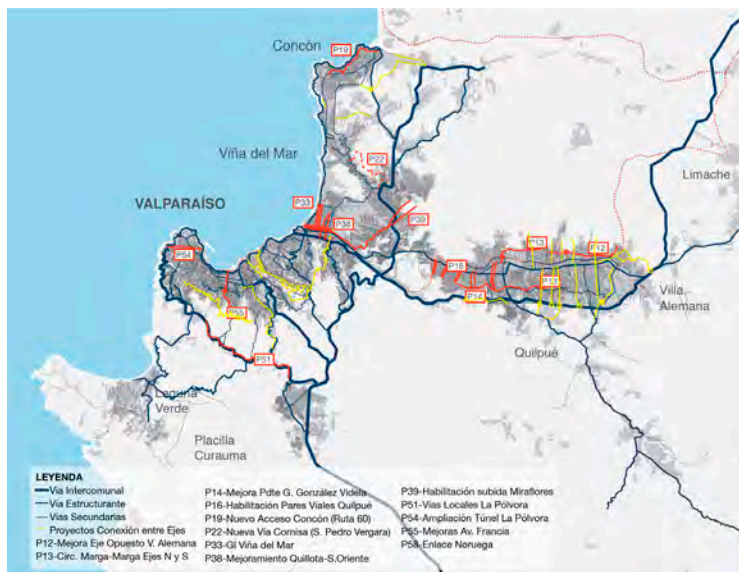 Concón
P19
Viña del Mar
P22
Limache
VALPARAÍSO
P33
P38
P39
P54
P13
P12
P16
P13
P14
Villa
Alemana
P55
Quilpué
P51
Laguna
Verde
Placilla
Curauma
LEYENDA
Vía Intercomunal
Vía Estructurante
Vías Secundarias
Proyectos Conexión entre Ejes
P12-Mejora Eje Opuesto V. Alemana
P13-Circ. Marga-Marga Ejes N y S
P14-Mejora Pdte G. González Videla
P16-Habilitación Pares Viales Quilpué
P19-Nuevo Acceso Concón (Ruta 60)
P22-Nueva Vía Cornisa (S. Pedro Vergara)
P33-GI Viña del Mar
P38-Mejoramiento Quillota-S,Oriente
P39-Habilitación subida Miraflores
P51-Vías Locales La Pólvora
P54-Ampliación Túnel La Pólvora
P55-Mejoras Av. Francia
P58-Enlace Noruega